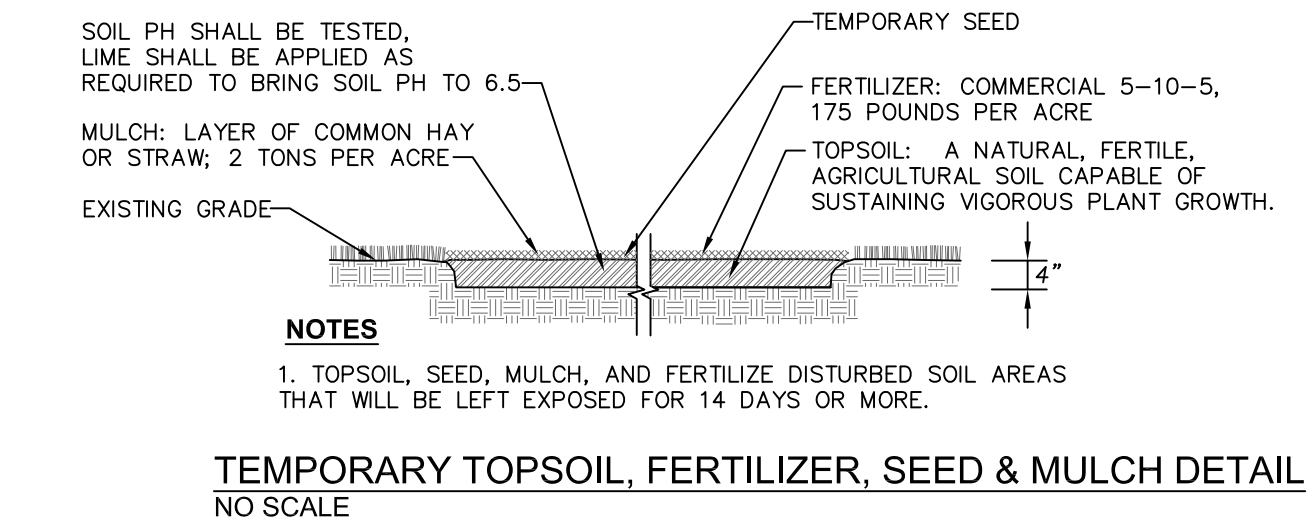 SOIL PH SHALL BE TESTED,
LIME SHALL BE APPLIED AS
REQUIRED TO BRING SOIL PH TO 6.5
MULCH: LAYER OF COMMON HAY
OR STRAW; 2 TONS PER ACRE
EXISTING GRADE
TEMPORARY SEED
FERTILIZER: COMMERCIAL 5-10-5,
175 POUNDS PER ACRE
TOPSOIL: A NATURAL, FERTILE,
AGRICULTURAL SOIL CAPABLE OF
SUSTAINING VIGOROUS PLANT GROWTH.
4"
NOTES
1. TOPSOIL, SEED, MULCH, AND FERTILIZE DISTURBED SOIL AREAS
THAT WILL BE LEFT EXPOSED FOR 14 DAYS OR MORE.
TEMPORARY TOPSOIL, FERTILIZER, SEED & MULCH DETAIL
NO SCALE